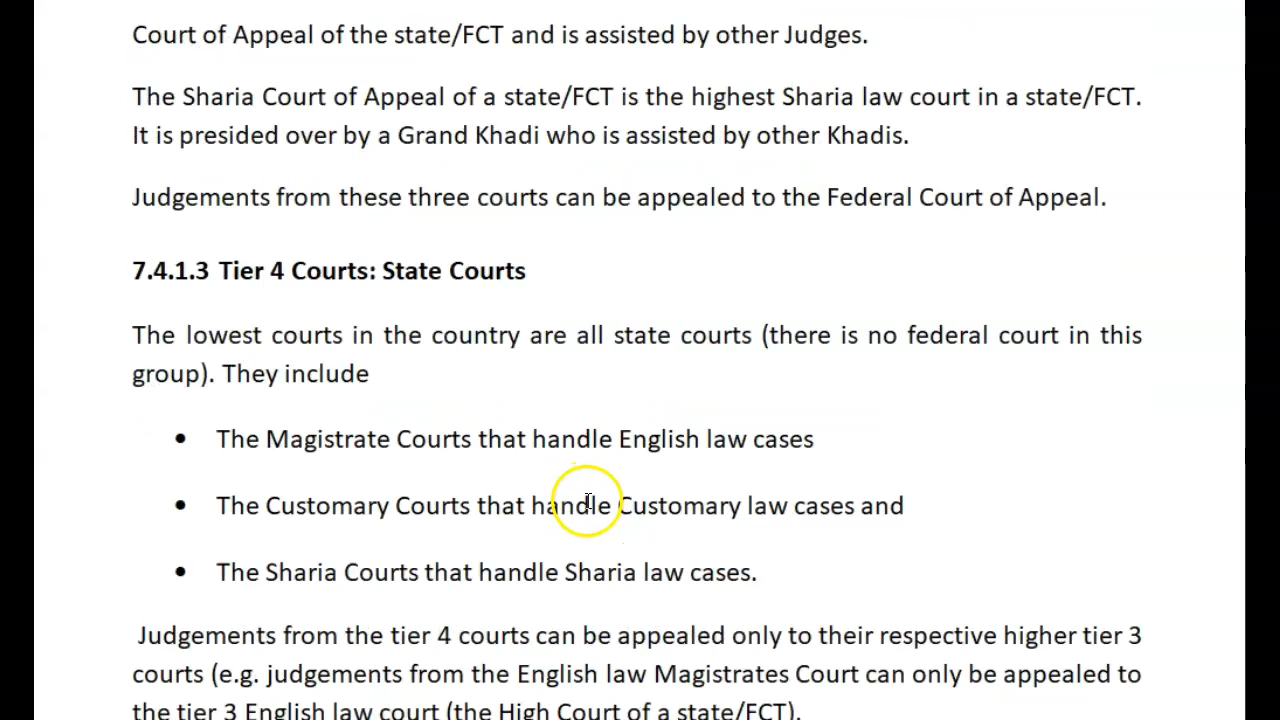 Court of Appeal of the state/FCT and is assisted by other Judges.
The Sharia Court of Appeal of a state/FCT is the highest Sharia law court in a state/FCT.
It is presided over by a Grand Khadi who is assisted by other Khadis.
Judgements from these three courts can be appealed to the Federal Court of Appeal.
7.4.1.3 Tier 4 Courts: State Courts
The lowest courts in the country are all state courts (there is no federal court in this
group). They include
• The Magistrate Courts that handle English law cases
• The Customary Courts that handle Customary law cases and
• The Sharia Courts that handle Sharia law cases.
Judgements from the tier 4 courts can be appealed only to their respective higher tier 3
courts (e.g. judgements from the English law Magistrates Court can only be appealed to
the tier 3 English law court (the High Court of a state/FCT).